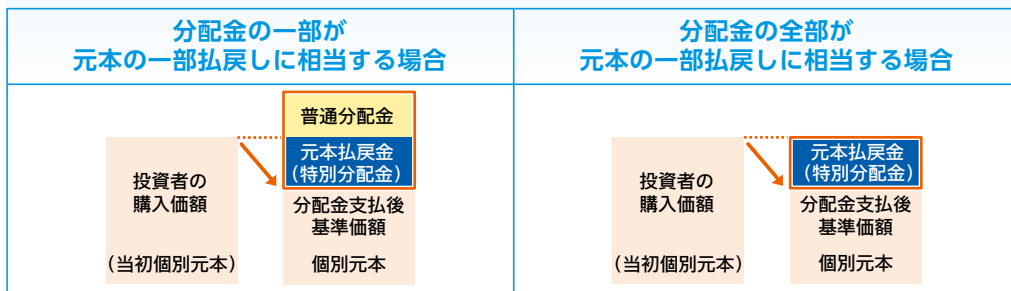 分配金の一部が
元本の一部払戻しに相当する場合
普通分配金
元本払戻金
（特別分配金）
投資者の
購入価額
（当初個別元本）
分配金支払後
基準価額
個別元本
分配金の全部が
元本の一部払戻しに相当する場合
元本払戻金
（特別分配金）
投資者の
購入価額
（当初個別元本）
分配金支払後
基準価額
個別元本